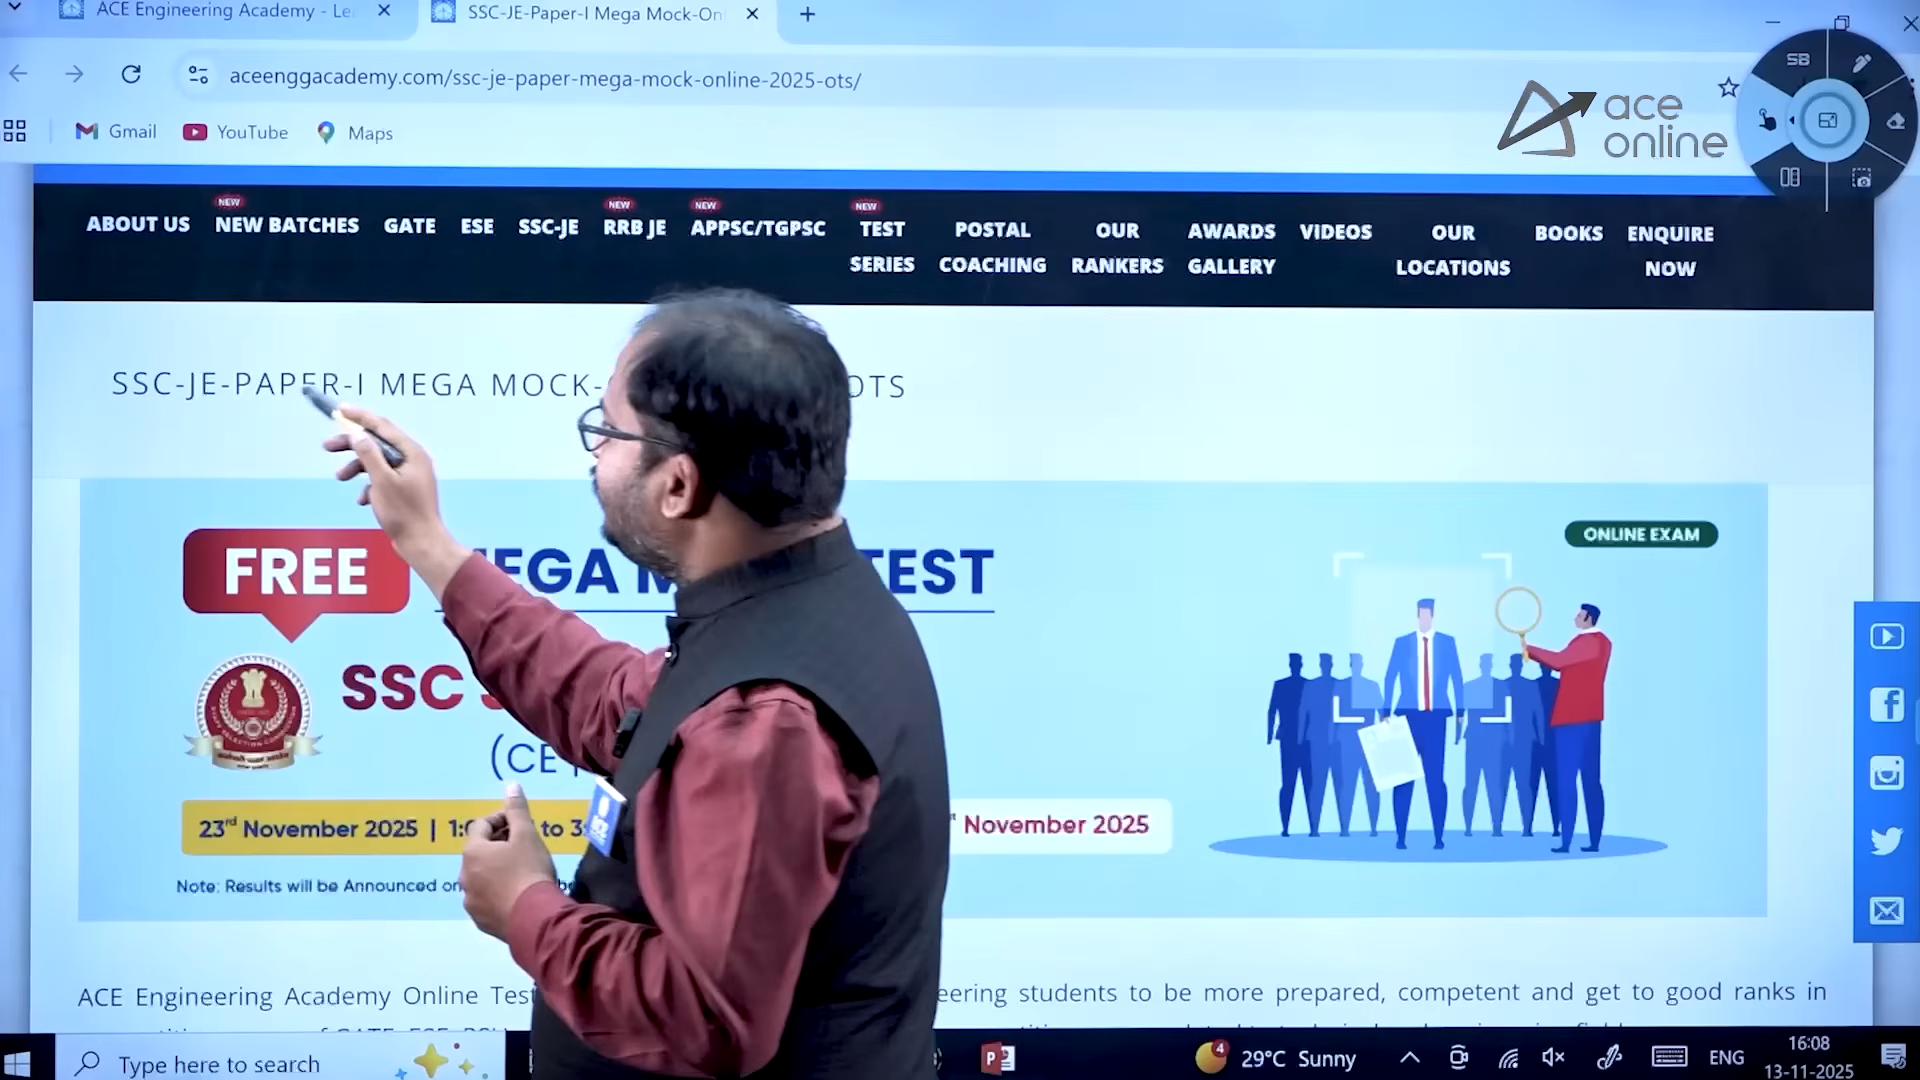 ACE Engineering Academy - Le
SSC-JE-Paper-I Mega Mock-On
aceenggacademy.com/ssc-je-paper-mega-mock-online-2025-ots/
Gmail
YouTube
Maps
ace
online
SB
ABOUT US
NEW
NEW BATCHES
GATE
ESE
SSC-JE
NEW
RRB JE
NEW
APPSC/TGPSC
NEW
TEST
SERIES
POSTAL
COACHING
OUR
RANKERS
AWARDS
GALLERY
VIDEOS
OUR
LOCATIONS
BOOKS
ENQUIRE
NOW
SSC-JE-PAPER-I MEGA MOCK- OTS
FREE
MEGA TEST
ONLINE EXAM
SSC
(CE
23rd November 2025 | to
November 2025
Note: Results will be Announced on
ACE Engineering Academy Online Test students to be more prepared, competent and get to good ranks in
Type here to search
4
29°C Sunny
ENG
16:08
13-11-2025